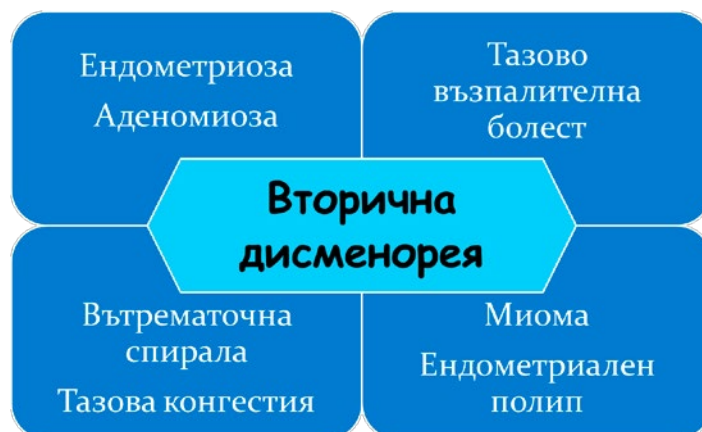 Ендометриоза
Аденомиоза
Тазово
възпалителна
болест
Вторична
дисменорея
Вътрематочна
спирала
Тазова конгестия
Миома
Ендометриален
полип